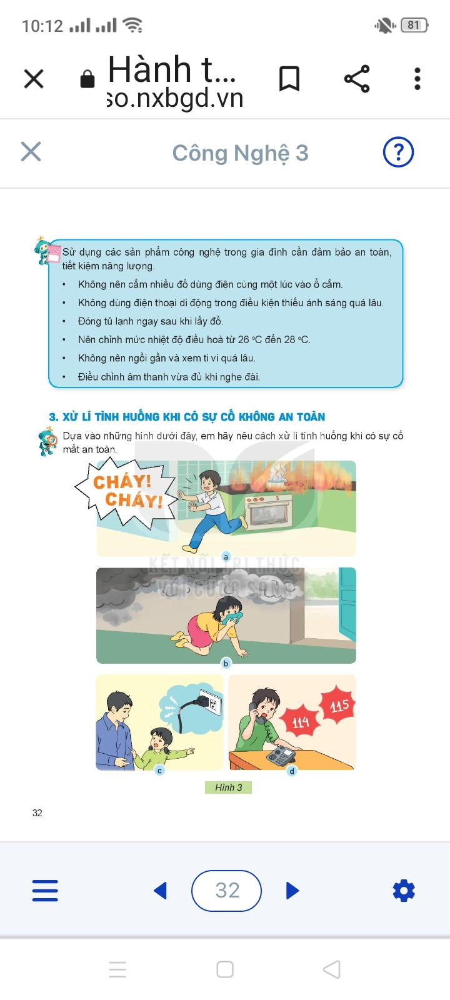 10:12
81
Hành t...
so.nxbgd.vn
Công Nghệ 3
?
Sử dụng các sản phẩm công nghệ trong gia đình cần đảm bảo an toàn,
tiết kiệm năng lượng.
• Không nên cắm nhiều đồ dùng điện cùng một lúc vào ổ cắm.
• Không dùng điện thoại di động trong điều kiện thiếu ánh sáng quá lâu.
• Đóng tủ lạnh ngay sau khi lấy đồ.
• Nên chỉnh mức nhiệt độ điều hoà từ 26 °C đến 28 °C.
• Không nên ngồi gần và xem ti vi quá lâu.
• Điều chỉnh âm thanh vừa đủ khi nghe đài.
3. XỬ LÍ TÌNH HUỐNG KHI CÓ SỰ CỐ KHÔNG AN TOÀN
Dựa vào những hình dưới đây, em hãy nêu cách xử lí tình huống khi có sự cố
mất an toàn.
CHÁY!
CHÁY!
a
KẾT NỐI TRI THỨC
VỚI CUỘC SỐNG
b
c
114
115
d
Hình 3
32
32